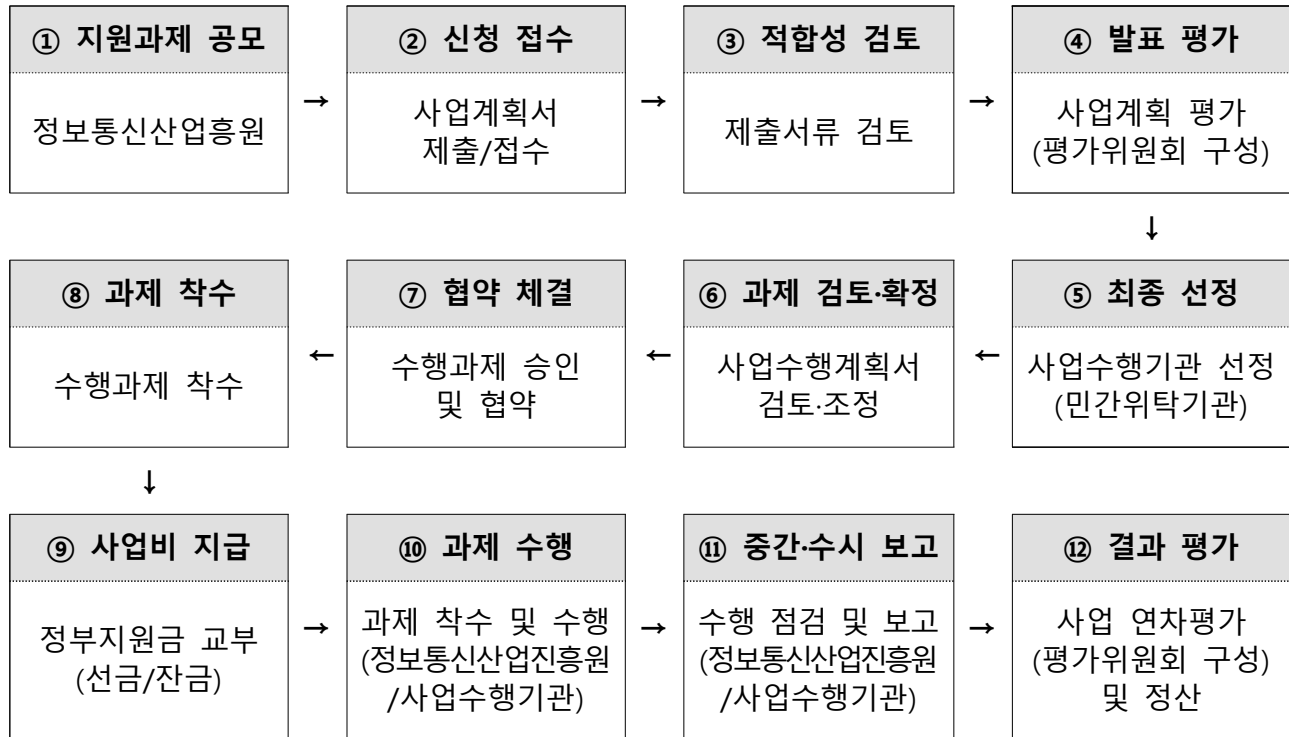 ① 지원과제 공모
정보통신산업흥원
→
② 신청 접수
사업계획서
제출/접수
→
③ 적합성 검토
제출서류 검토
→
④ 발표 평가
사업계획 평가
(평가위원회 구성)
↓
⑤ 최종 선정
사업수행기관 선정
(민간위탁기관)
←
⑥ 과제 검토·확정
사업수행계획서
검토·조정
←
⑦ 협약 체결
수행과제 승인
및 협약
←
⑧ 과제 착수
수행과제 착수
↓
⑨ 사업비 지급
정부지원금 교부
(선금/잔금)
→
⑩ 과제 수행
과제 착수 및 수행
(정보통신산업진흥원
/사업수행기관)
→
⑪ 중간·수시 보고
수행 점검 및 보고
(정보통신산업진흥원
/사업수행기관)
→
⑫ 결과 평가
사업 연차평가
(평가위원회 구성)
및 정산